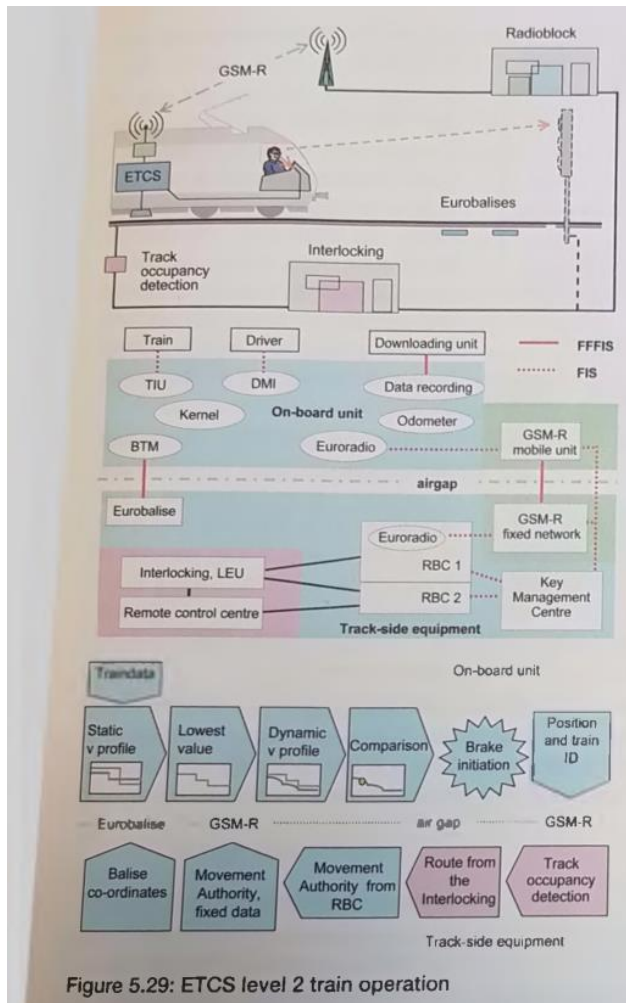 Radioblock
GSM-R
ETCS
Eurobalises
Track
occupancy
detection
Interlocking
Train
Driver
Downloading unit
FFFIS
FIS
TIU
DMI
Data recording
Kernel
On-board unit
Odometer
BTM
Euroradio
GSM-R
mobile unit
airgap
Eurobalise
GSM-R
fixed network
Euroradio
RBC 1
Interlocking, LEU
RBC 2
Key
Management
Centre
Remote control centre
Track-side equipment
Traindata
On-board unit
Static
v profile
Lowest
value
Dynamic
v profile
Comparison
Brake
initiation
Position
and train
ID
Eurobalise
GSM-R
air gap
GSM-R
Balise
co-ordinates
Movement
Authority,
fixed data
Movement
Authority from
RBC
Route from
the
Interlocking
Track
occupancy
detection
Track-side equipment
Figure 5.29: ETCS level 2 train operation